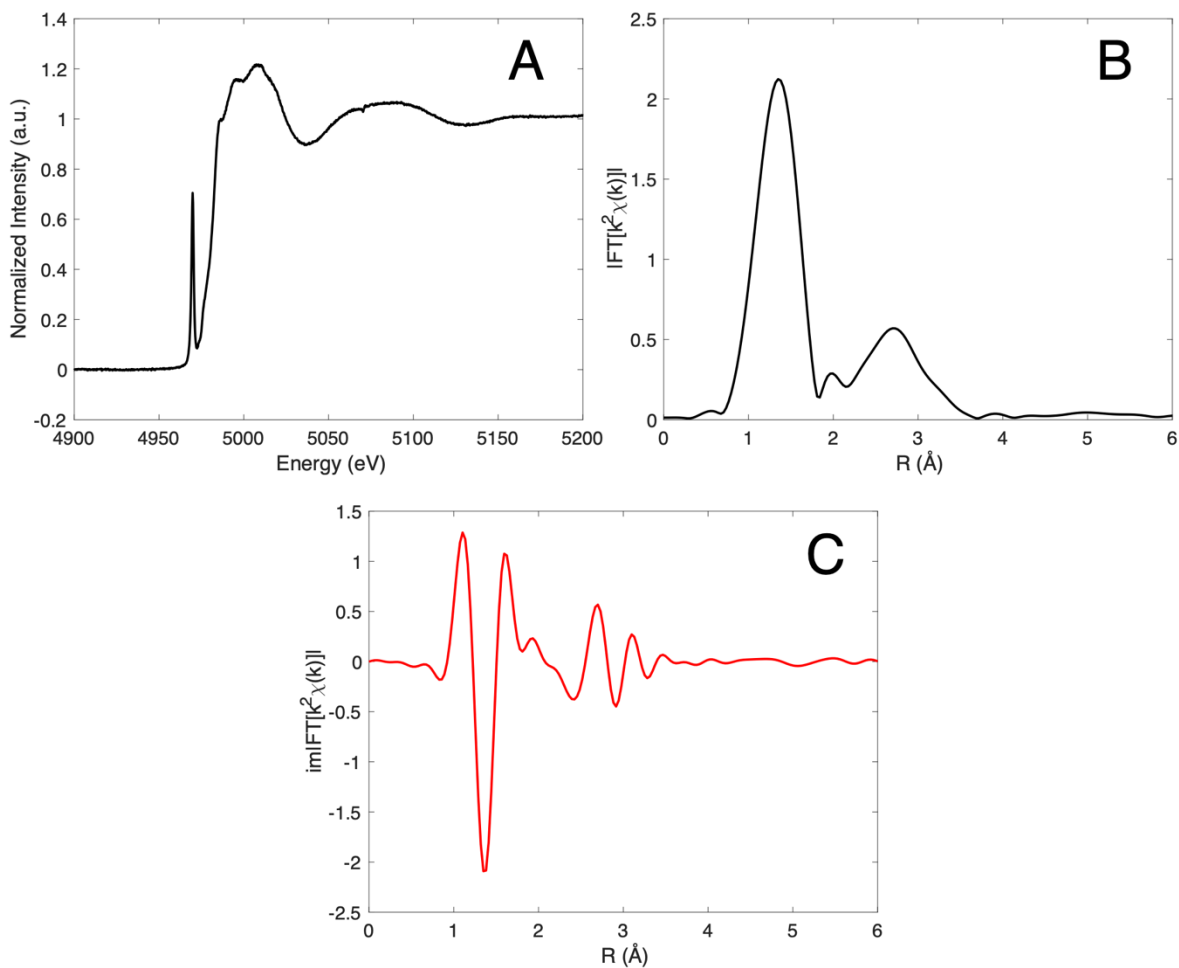 A
Normalized Intensity (a.u.)
1.4
1.2
1
0.8
0.6
0.4
0.2
0
-0.2
4900 4950 5000 5050 5100 5150 5200
Energy (eV)
B
|FT[k²χ(k)]|
2.5
2
1.5
1
0.5
0
0 1 2 3 4 5 6
R (Å)
C
im|FT[k²χ(k)]|
1.5
1
0.5
0
-0.5
-1
-1.5
-2
-2.5
0 1 2 3 4 5 6
R (Å)